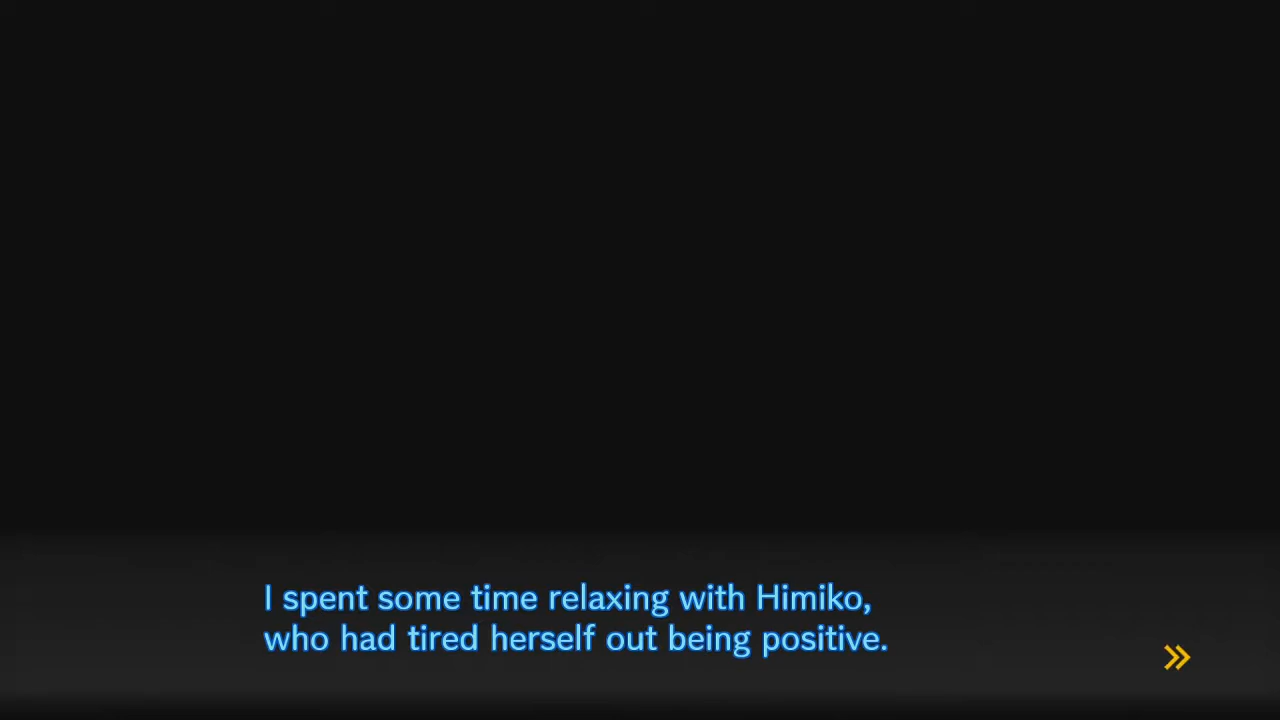 I spent some time relaxing with Himiko,
who had tired herself out being positive.